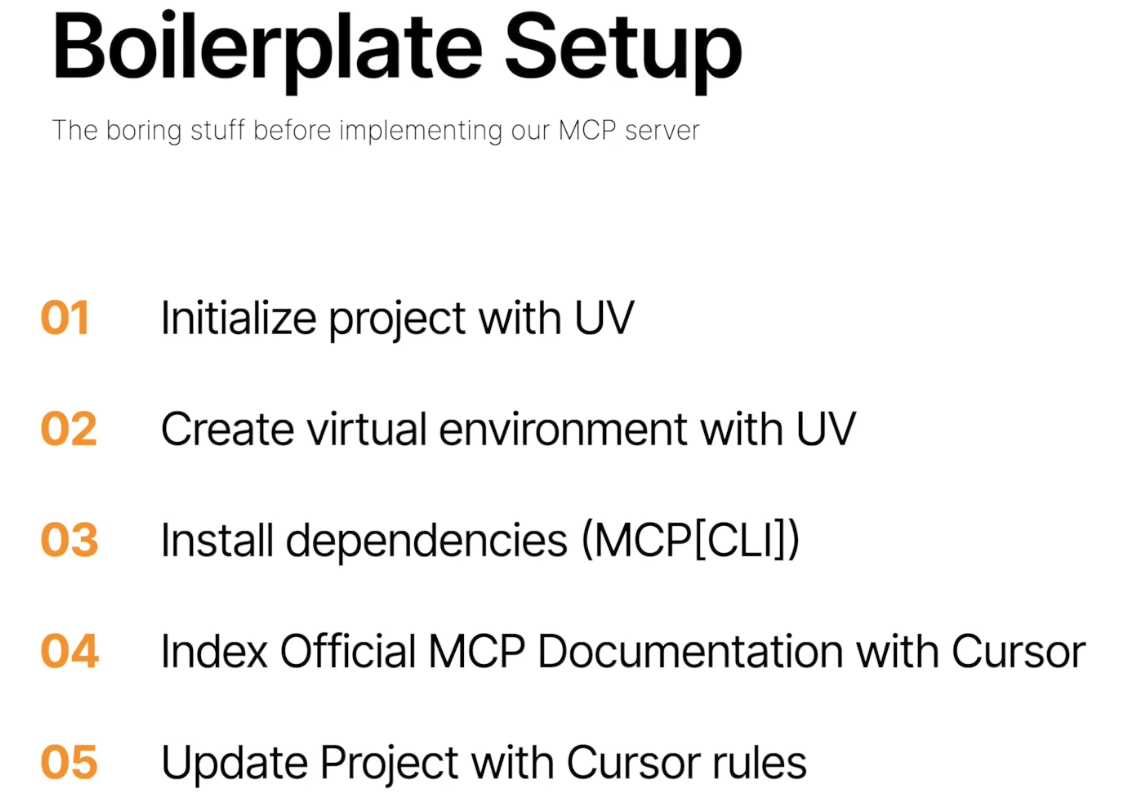 Boilerplate Setup
The boring stuff before implementing our MCP server
01 Initialize project with UV
02 Create virtual environment with UV
03 Install dependencies (MCP[CLI])
04 Index Official MCP Documentation with Cursor
05 Update Project with Cursor rules